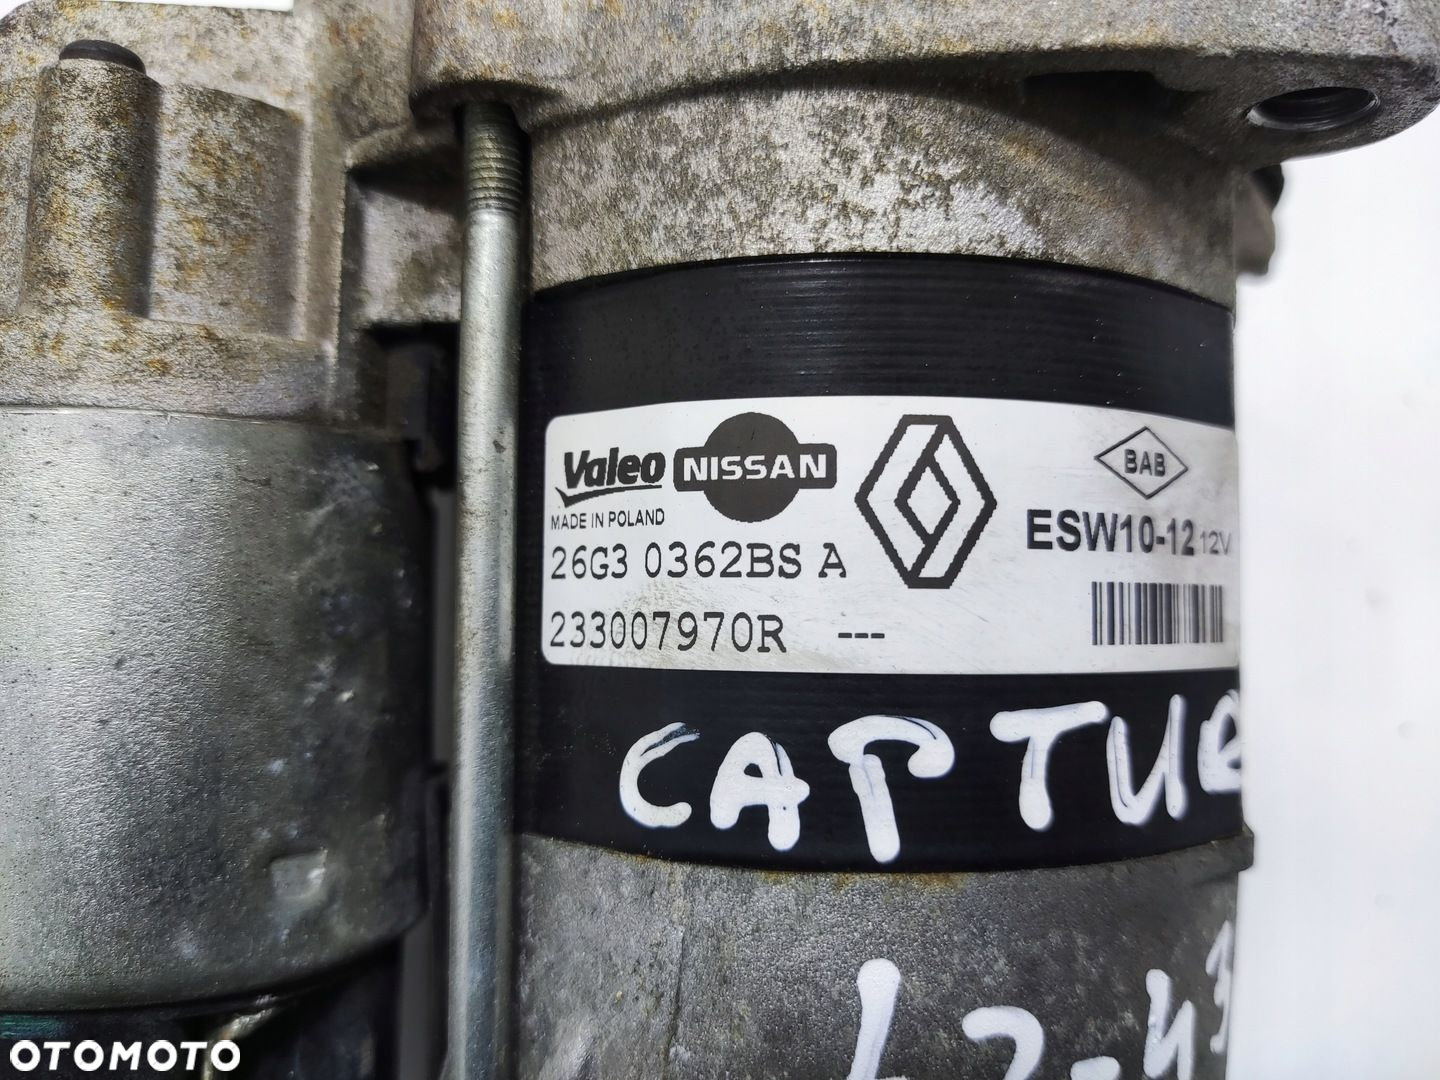 Valeo NISSAN
MADE IN POLAND
26G3 0362BS A
233007970R ---
BAB
ESW10-12 12V
CAPTUR
OTOMOTO